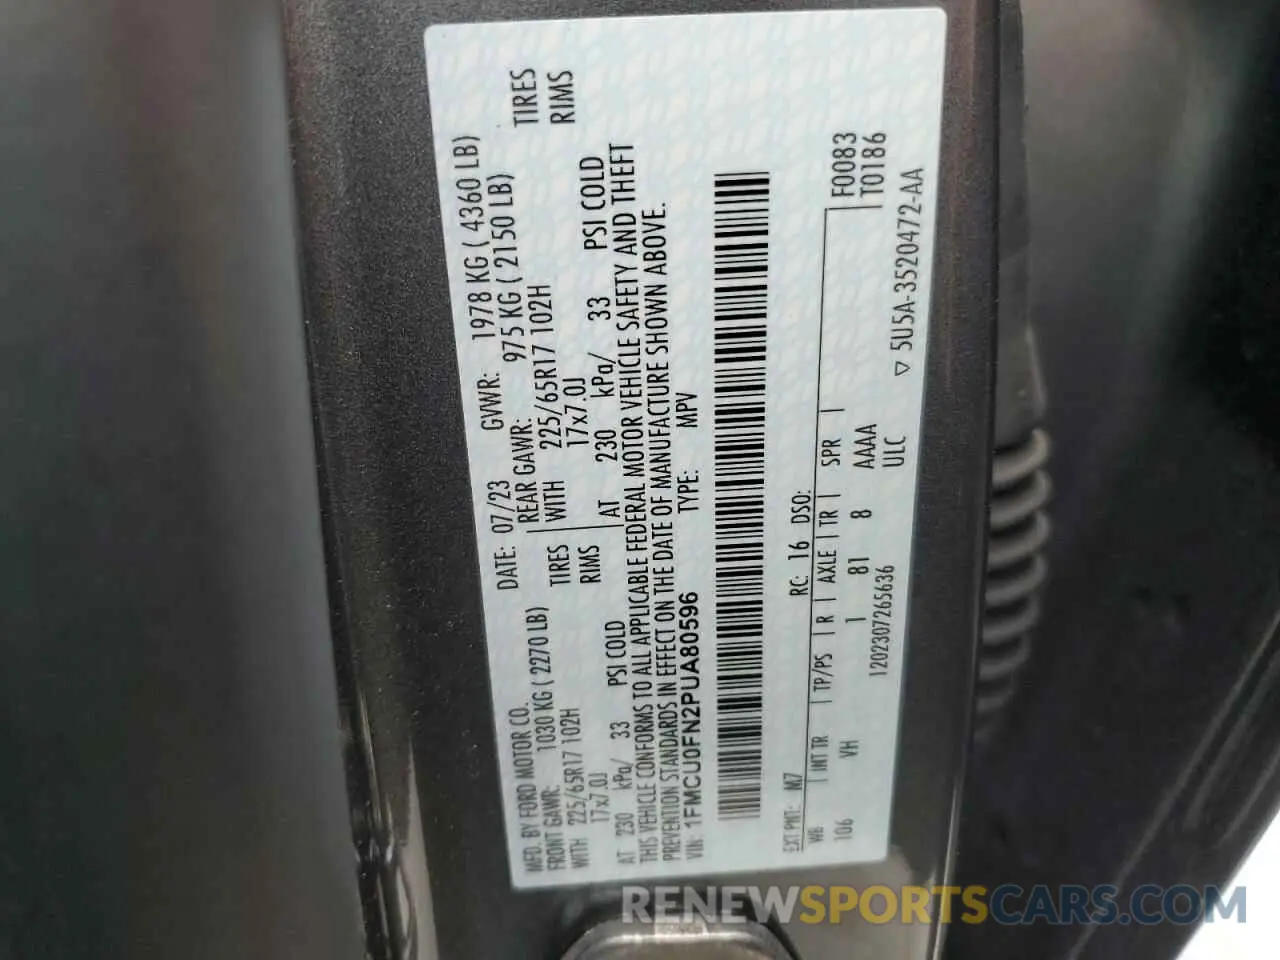 MFD. BY FORD MOTOR CO. DATE: 07/23 GVWR: 1978 KG ( 4360 LB)
FRONT GAWR: 1030 KG ( 2270 LB) REAR GAWR: 975 KG ( 2150 LB)
WITH 225/65R17 102H TIRES WITH 225/65R17 102H TIRES
17x7.0J RIMS 17x7.0J RIMS
AT 230 kPa/ 33 PSI COLD AT 230 kPa/ 33 PSI COLD
THIS VEHICLE CONFORMS TO ALL APPLICABLE FEDERAL MOTOR VEHICLE SAFETY AND THEFT
PREVENTION STANDARDS IN EFFECT ON THE DATE OF MANUFACTURE SHOWN ABOVE.
VIN: 1FMCU0FN2PUA80596 TYPE: MPV
EXT PNT: M7 RC: 16 DSO:
WB INT TR TP/PS R AXLE TR SPR F0083
106 VH 1 81 8 AAAA T0186
ULC
1202307265636 ▽ 5U5A-3520472-AA
RENEWSPORTSCARS.COM